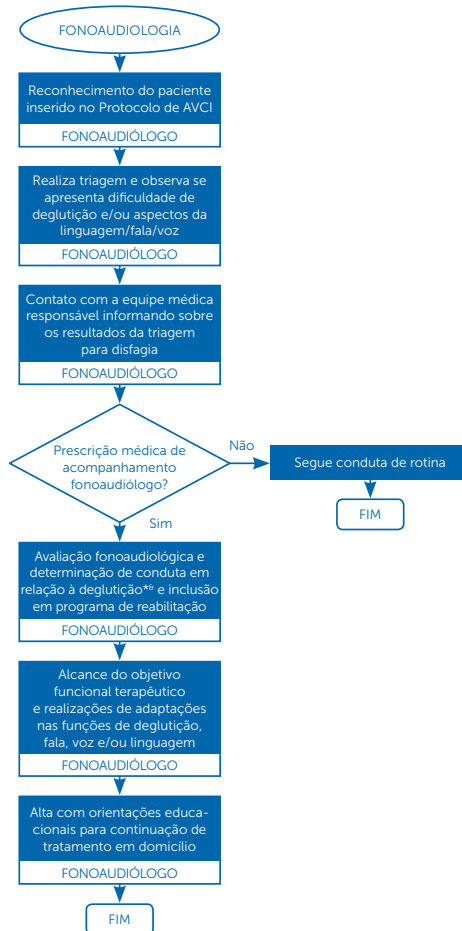 FONOAUDIOLOGIA
Reconhecimento do paciente
inserido no Protocolo de AVCI
FONOAUDIÓLOGO
Realiza triagem e observa se
apresenta dificuldade de
deglutição e/ou aspectos da
linguagem/fala/voz
FONOAUDIÓLOGO
Contato com a equipe médica
responsável informando sobre
os resultados da triagem
para disfagia
FONOAUDIÓLOGO
Prescrição médica de
acompanhamento
fonoaudiólogo?
Não
Segue conduta de rotina
FIM
Sim
Avaliação fonoaudiológica e
determinação de conduta em
relação à deglutição*& e inclusão
em programa de reabilitação
FONOAUDIÓLOGO
Alcance do objetivo
funcional terapêutico
e realizações de adaptações
nas funções de deglutição,
fala, voz e/ou linguagem
FONOAUDIÓLOGO
Alta com orientações educa-
cionais para continuação de
tratamento em domicílio
FONOAUDIÓLOGO
FIM